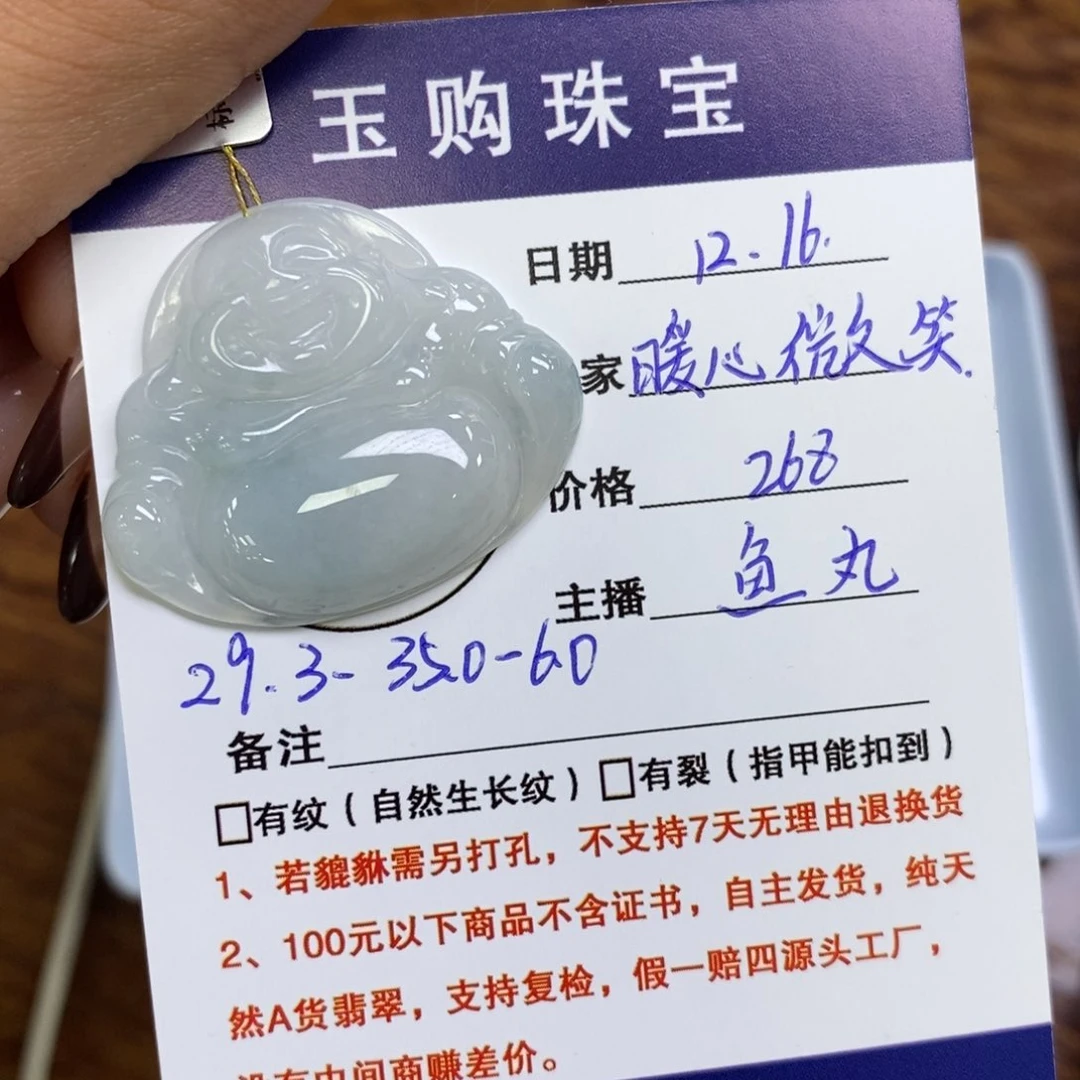 玉购珠宝
日期 12.16.
家 暖心微久笑.
价格 268
主播 鱼丸
29.3-35.0-6.0
备注
□有纹（自然生长纹）□有裂（指甲能扣到）
1、若貔貅需另打孔，不支持7天无理由退换货
2、100元以下商品不含证书，自主发货，纯天
然A货翡翠，支持复检，假一赔四源头工厂，
没有中间商赚差价。